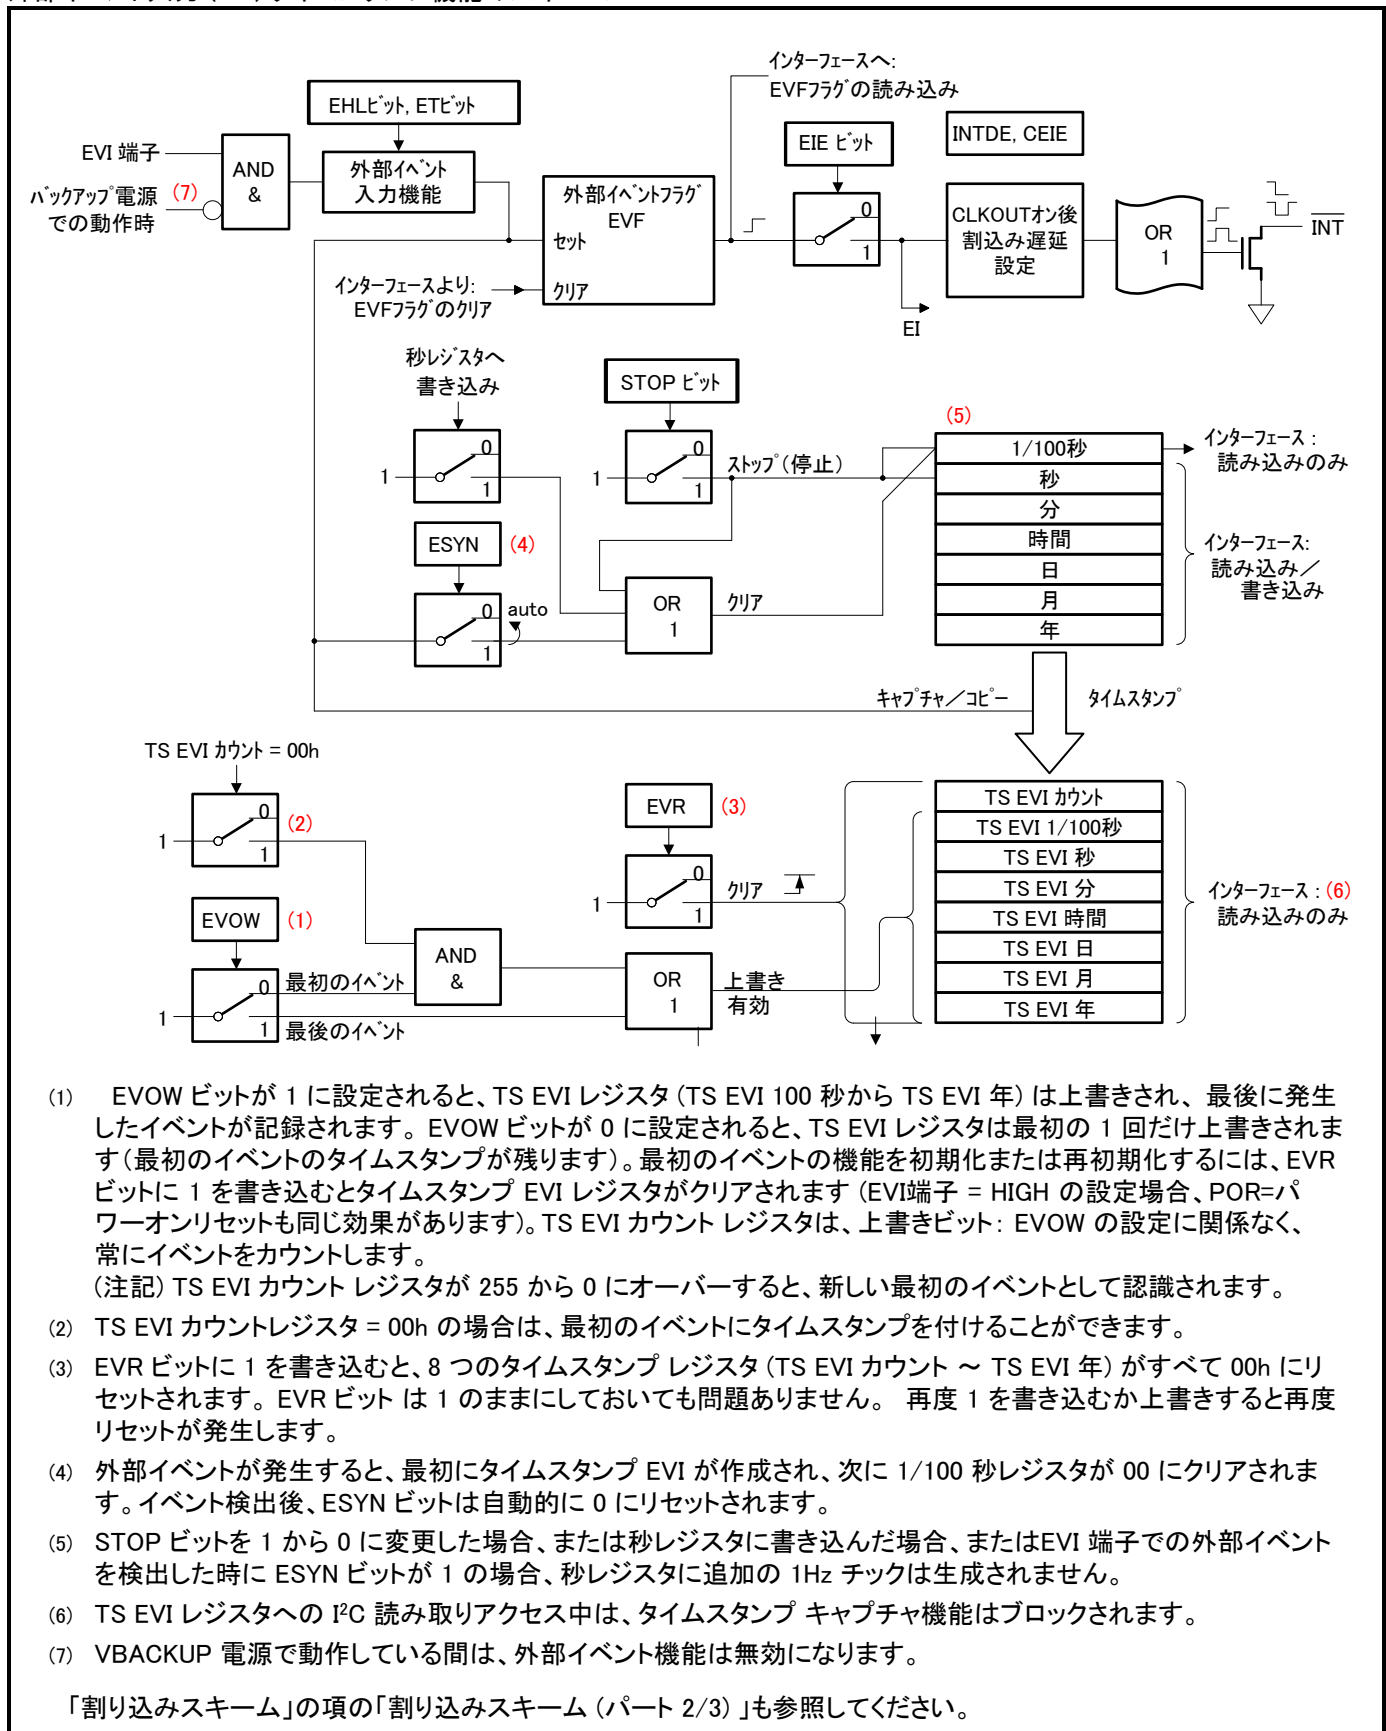 インターフェースへ:
EVFフラグの読み込み
EHLビット, ETビット
EIE ビット
INTDE, CEIE
EVI 端子
バックアップ電源 (7)
での動作時
AND
&
外部イベント
入力機能
外部イベントフラグ
EVF
セット
クリア
0
1
CLKOUTオン後
割込み遅延
設定
OR
1
INT
インターフェースより:
EVFフラグのクリア
EI
秒レジスタへ
書き込み
STOP ビット
(5)
1
0
1
1
0
1
ストップ(停止)
1/100秒
秒
分
時間
日
月
年
インターフェース :
読み込みのみ
インターフェース:
読み込み/
書き込み
ESYN (4)
0
1
auto
OR
1
クリア
キャプチャ/コピー
タイムスタンプ
TS EVI カウント = 00h
1
0
1
(2)
EVR (3)
1
0
1
クリア
TS EVI カウント
TS EVI 1/100秒
TS EVI 秒
TS EVI 分
TS EVI 時間
TS EVI 日
TS EVI 月
TS EVI 年
インターフェース : (6)
読み込みのみ
EVOW (1)
1
0
1
最初のイベント
最後のイベント
AND
&
OR
1
上書き
有効
(1) EVOW ビットが 1 に設定されると、TS EVI レジスタ (TS EVI 100 秒から TS EVI 年) は上書きされ、 最後に発生
したイベントが記録されます。 EVOW ビットが 0 に設定されると、TS EVI レジスタは最初の 1 回だけ上書きされま
す(最初のイベントのタイムスタンプが残ります)。最初のイベントの機能を初期化または再初期化するには、EVR
ビットに 1 を書き込むとタイムスタンプ EVI レジスタがクリアされます (EVI端子 = HIGH の設定場合、POR=パ
ワーオンリセットも同じ効果があります)。TS EVI カウント レジスタは、上書きビット: EVOW の設定に関係なく、
常にイベントをカウントします。
(注記) TS EVI カウント レジスタが 255 から 0 にオーバーすると、新しい最初のイベントとして認識されます。
(2) TS EVI カウントレジスタ = 00h の場合は、最初のイベントにタイムスタンプを付けることができます。
(3) EVR ビットに 1 を書き込むと、8 つのタイムスタンプ レジスタ (TS EVI カウント ～ TS EVI 年) がすべて 00h にリ
セットされます。 EVR ビット は 1 のままにしておいても問題ありません。 再度 1 を書き込むか上書きすると再度
リセットが発生します。
(4) 外部イベントが発生すると、最初にタイムスタンプ EVI が作成され、次に 1/100 秒レジスタが 00 にクリアされま
す。イベント検出後、ESYN ビットは自動的に 0 にリセットされます。
(5) STOP ビットを 1 から 0 に変更した場合、または秒レジスタに書き込んだ場合、またはEVI 端子での外部イベント
を検出した時に ESYN ビットが 1 の場合、秒レジスタに追加の 1Hz チックは生成されません。
(6) TS EVI レジスタへの I²C 読み取りアクセス中は、タイムスタンプ キャプチャ機能はブロックされます。
(7) VBACKUP 電源で動作している間は、外部イベント機能は無効になります。
「割り込みスキーム」の項の「割り込みスキーム (パート 2/3) 」も参照してください。